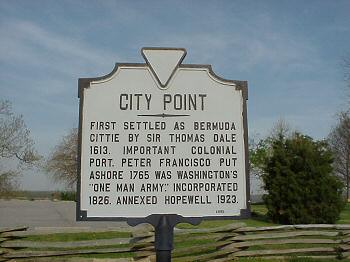 CITY POINT
FIRST SETTLED AS BERMUDA
CITTIE BY SIR THOMAS DALE
1613. IMPORTANT COLONIAL
PORT. PETER FRANCISCO PUT
ASHORE 1765 WAS WASHINGTON'S
"ONE MAN ARMY." INCORPORATED
1826. ANNEXED HOPEWELL 1923.